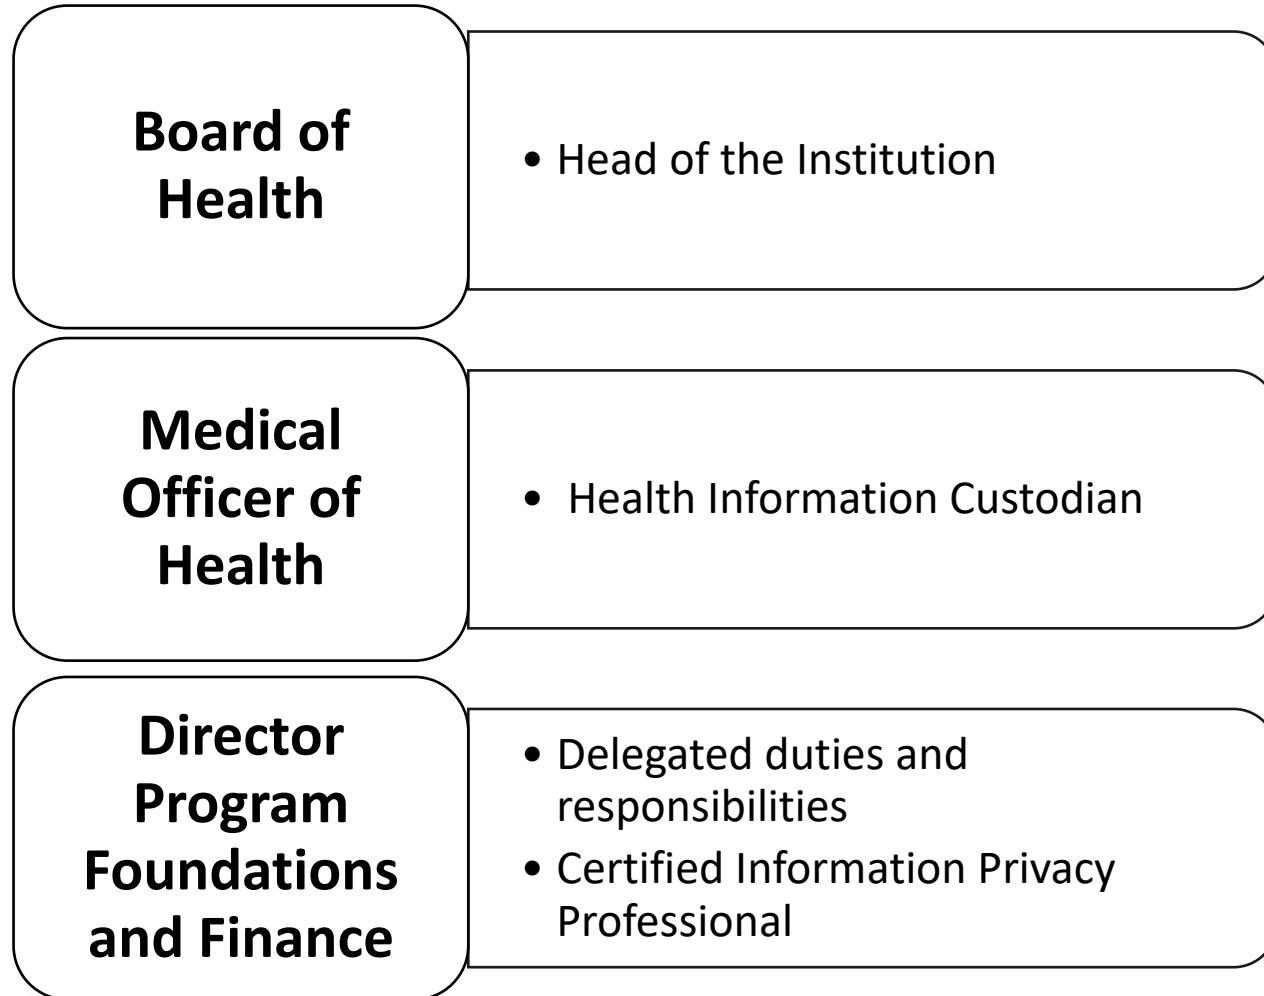 Board of
Health
• Head of the Institution
Medical
Officer of
Health
• Health Information Custodian
Director
Program
Foundations
and Finance
• Delegated duties and
responsibilities
• Certified Information Privacy
Professional